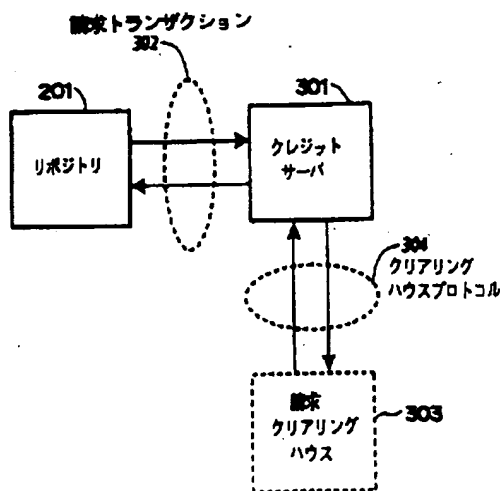 請求トランザクション
302
201
301
リポジトリ
クレジット
サーバ
304
クリアリング
ハウスプロトコル
請求
クリアリング
ハウス
303